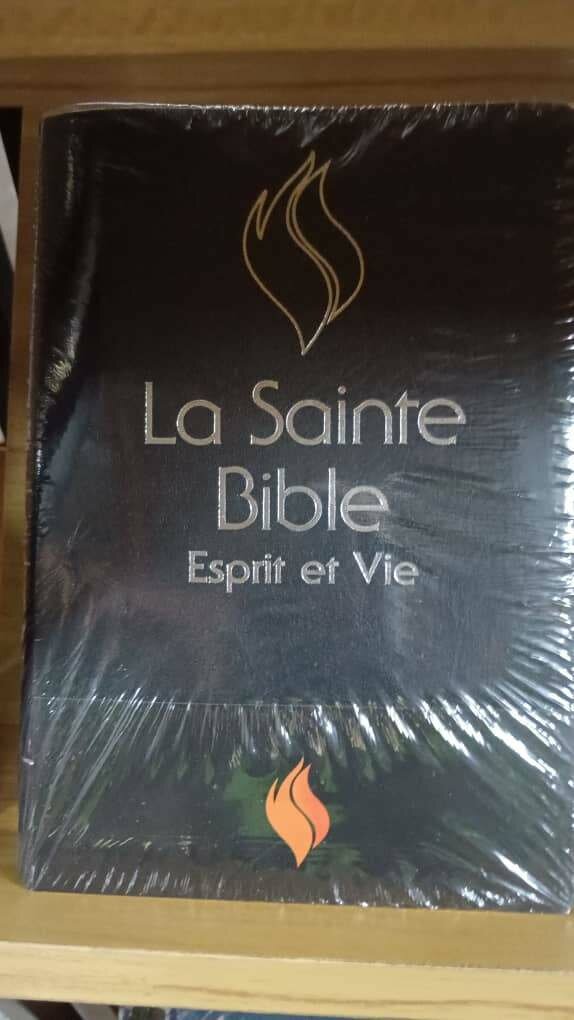 La Sainte
Bible
Esprit et Vie